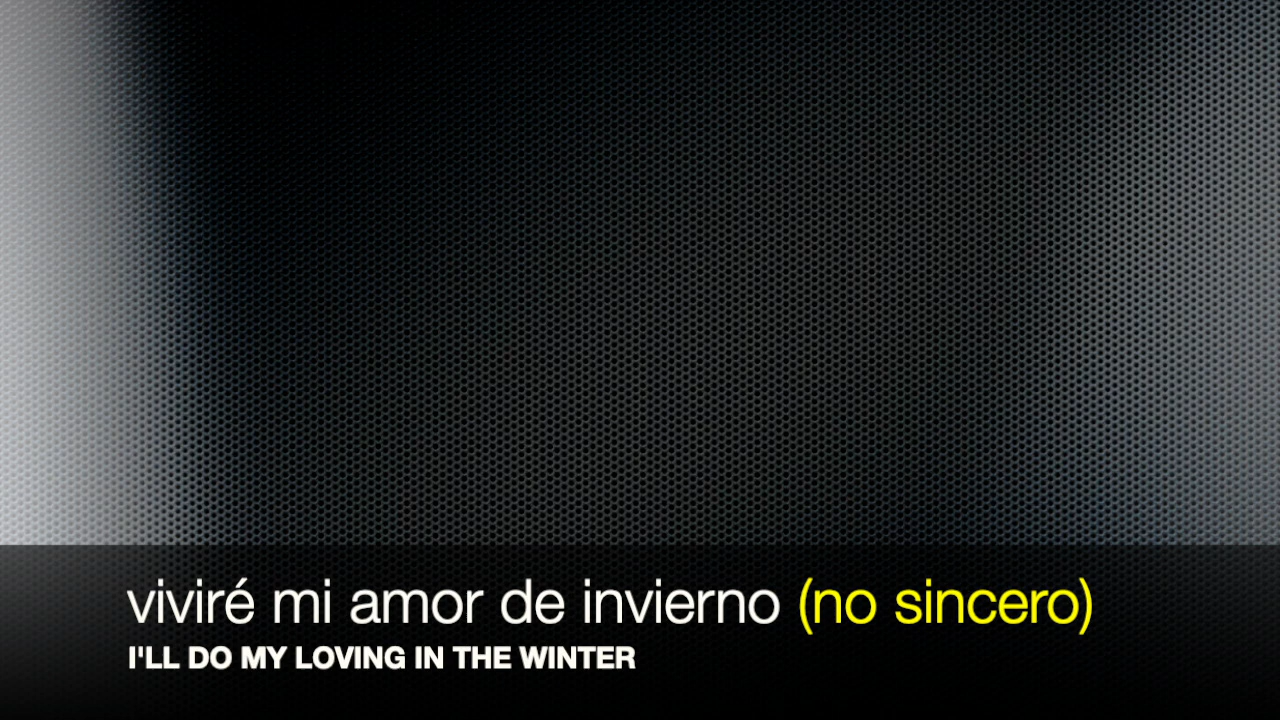 viviré mi amor de invierno (no sincero)
I'LL DO MY LOVING IN THE WINTER